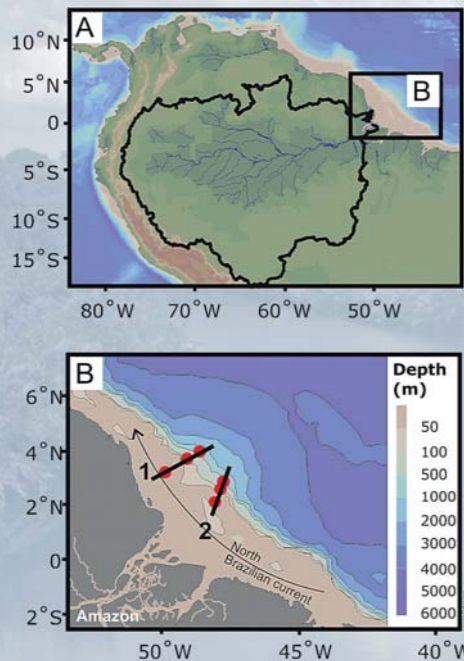 A
B
10˚N
5˚N
0
5˚S
10˚S
15˚S
80˚W
70˚W
60˚W
50˚W
B
6˚N
4˚N
2˚N
0
2˚S
1
2
North
Brazilian current
Amazon
50˚W
45˚W
40˚W
Depth
(m)
50
100
500
1000
2000
3000
4000
5000
6000